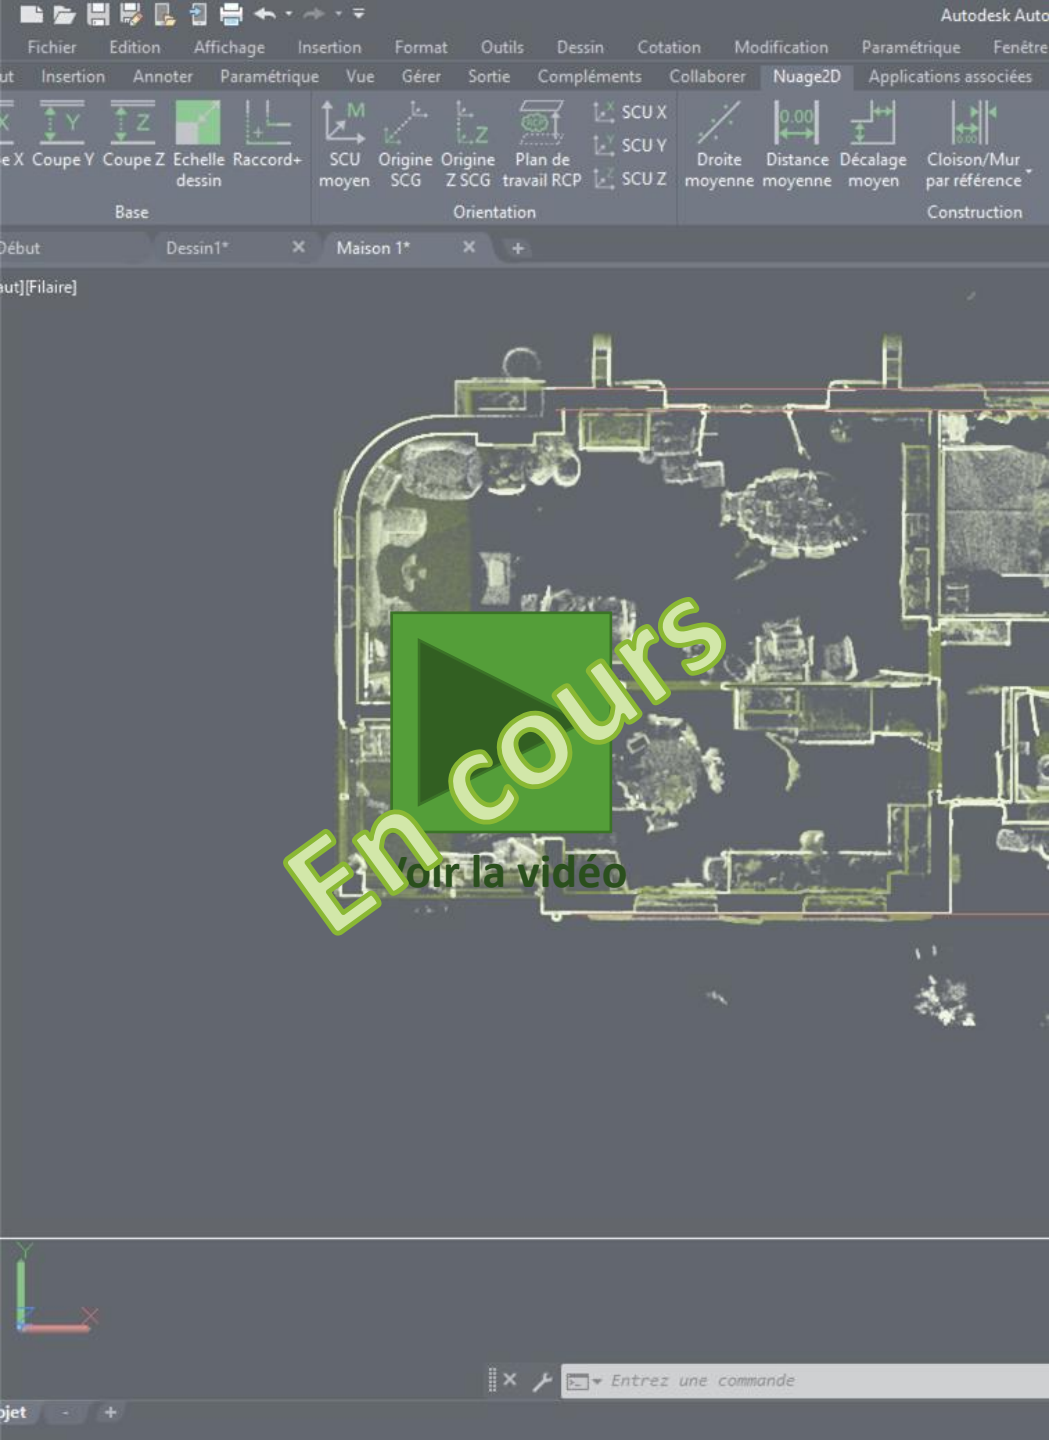 Autodesk Auto
Fichier Edition Affichage Insertion Format Outils Dessin Cotation Modification Paramétrique Fenêtre
ut Insertion Annoter Paramétrique Vue Gérer Sortie Compléments Collaborer Nuage2D Applications associées
e X Coupe Y Coupe Z Echelle dessin Raccord+ SCU moyen Origine SCG Origine Z SCG Plan de travail RCP SCU X SCU Y SCU Z Droite moyenne Distance moyenne Décalage moyen Cloison/Mur par référence
Base Orientation Construction
Début Dessin1* Maison 1*
aut][Filaire]
En cours
Voir la vidéo
Y
Z X
Entrez une commande
ojet - +